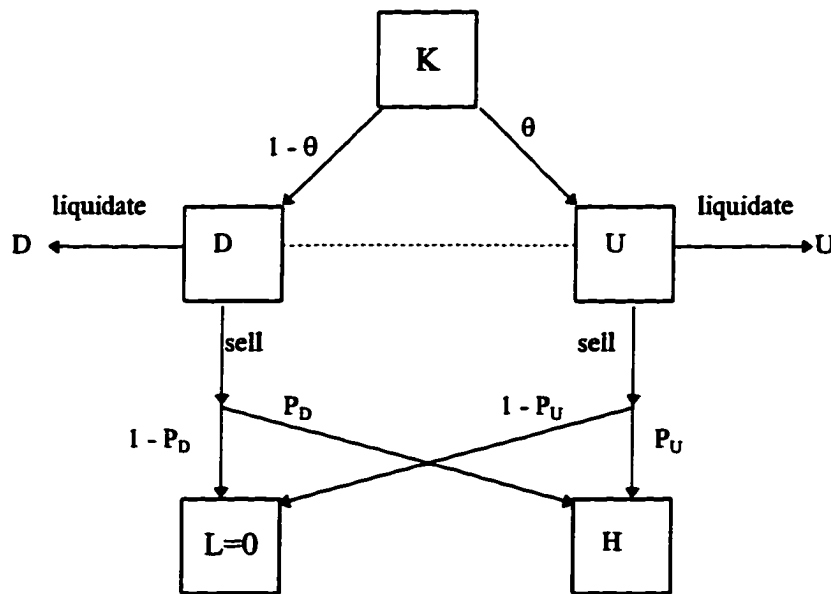 K
1 - θ
θ
liquidate
liquidate
D
D
U
U
sell
sell
P_D
1 - P_U
1 - P_D
P_U
L=0
H